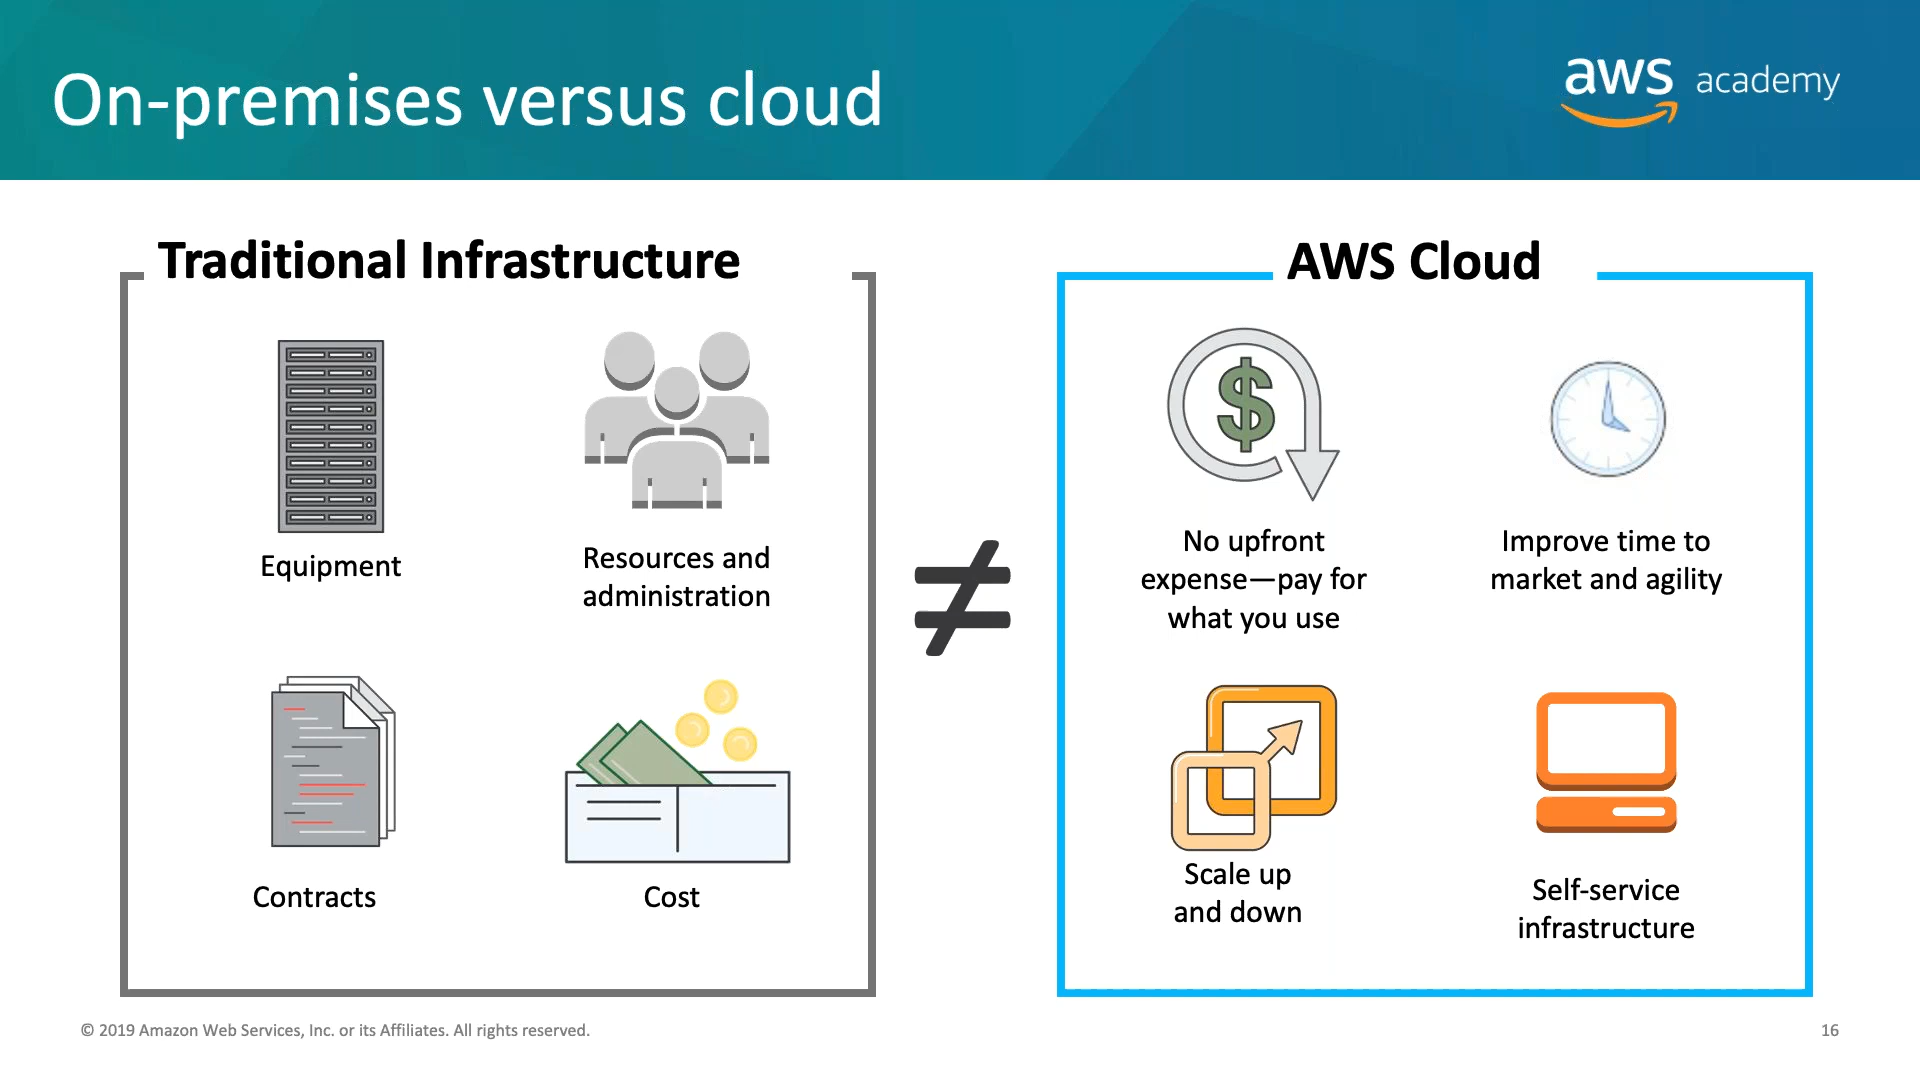 On-premises versus cloud
aws academy
Traditional Infrastructure
Equipment
Resources and
administration
Contracts
Cost
≠
AWS Cloud
$
No upfront
expense—pay for
what you use
Improve time to
market and agility
Scale up
and down
Self-service
infrastructure
© 2019 Amazon Web Services, Inc. or its Affiliates. All rights reserved.
16